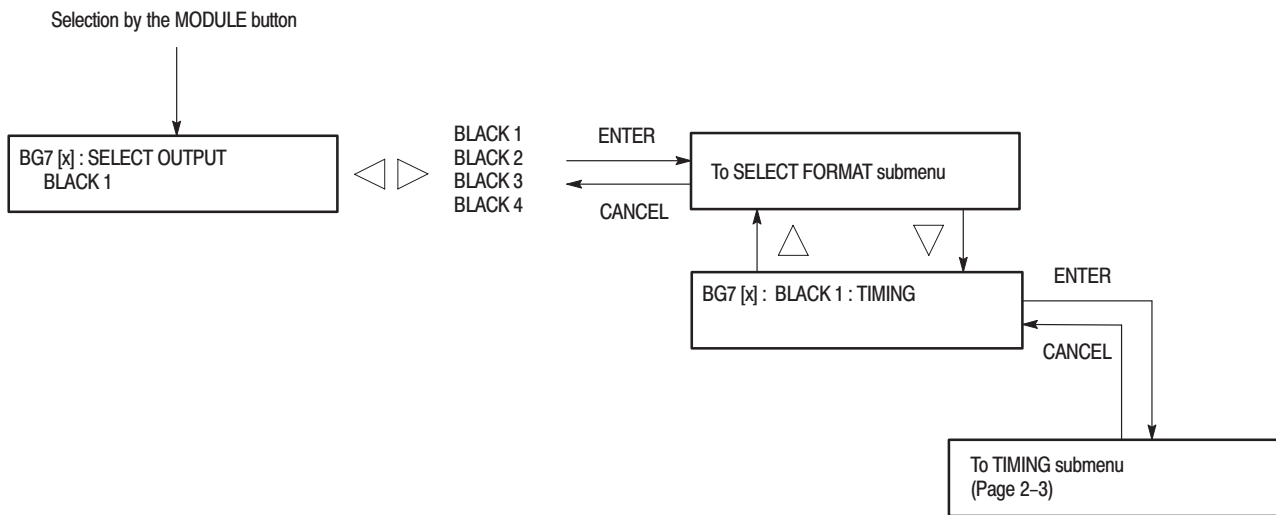 Selection by the MODULE button
BG7 [x] : SELECT OUTPUT
BLACK 1
BLACK 1
BLACK 2
BLACK 3
BLACK 4
ENTER
CANCEL
To SELECT FORMAT submenu
BG7 [x] : BLACK 1 : TIMING
ENTER
CANCEL
To TIMING submenu
(Page 2–3)